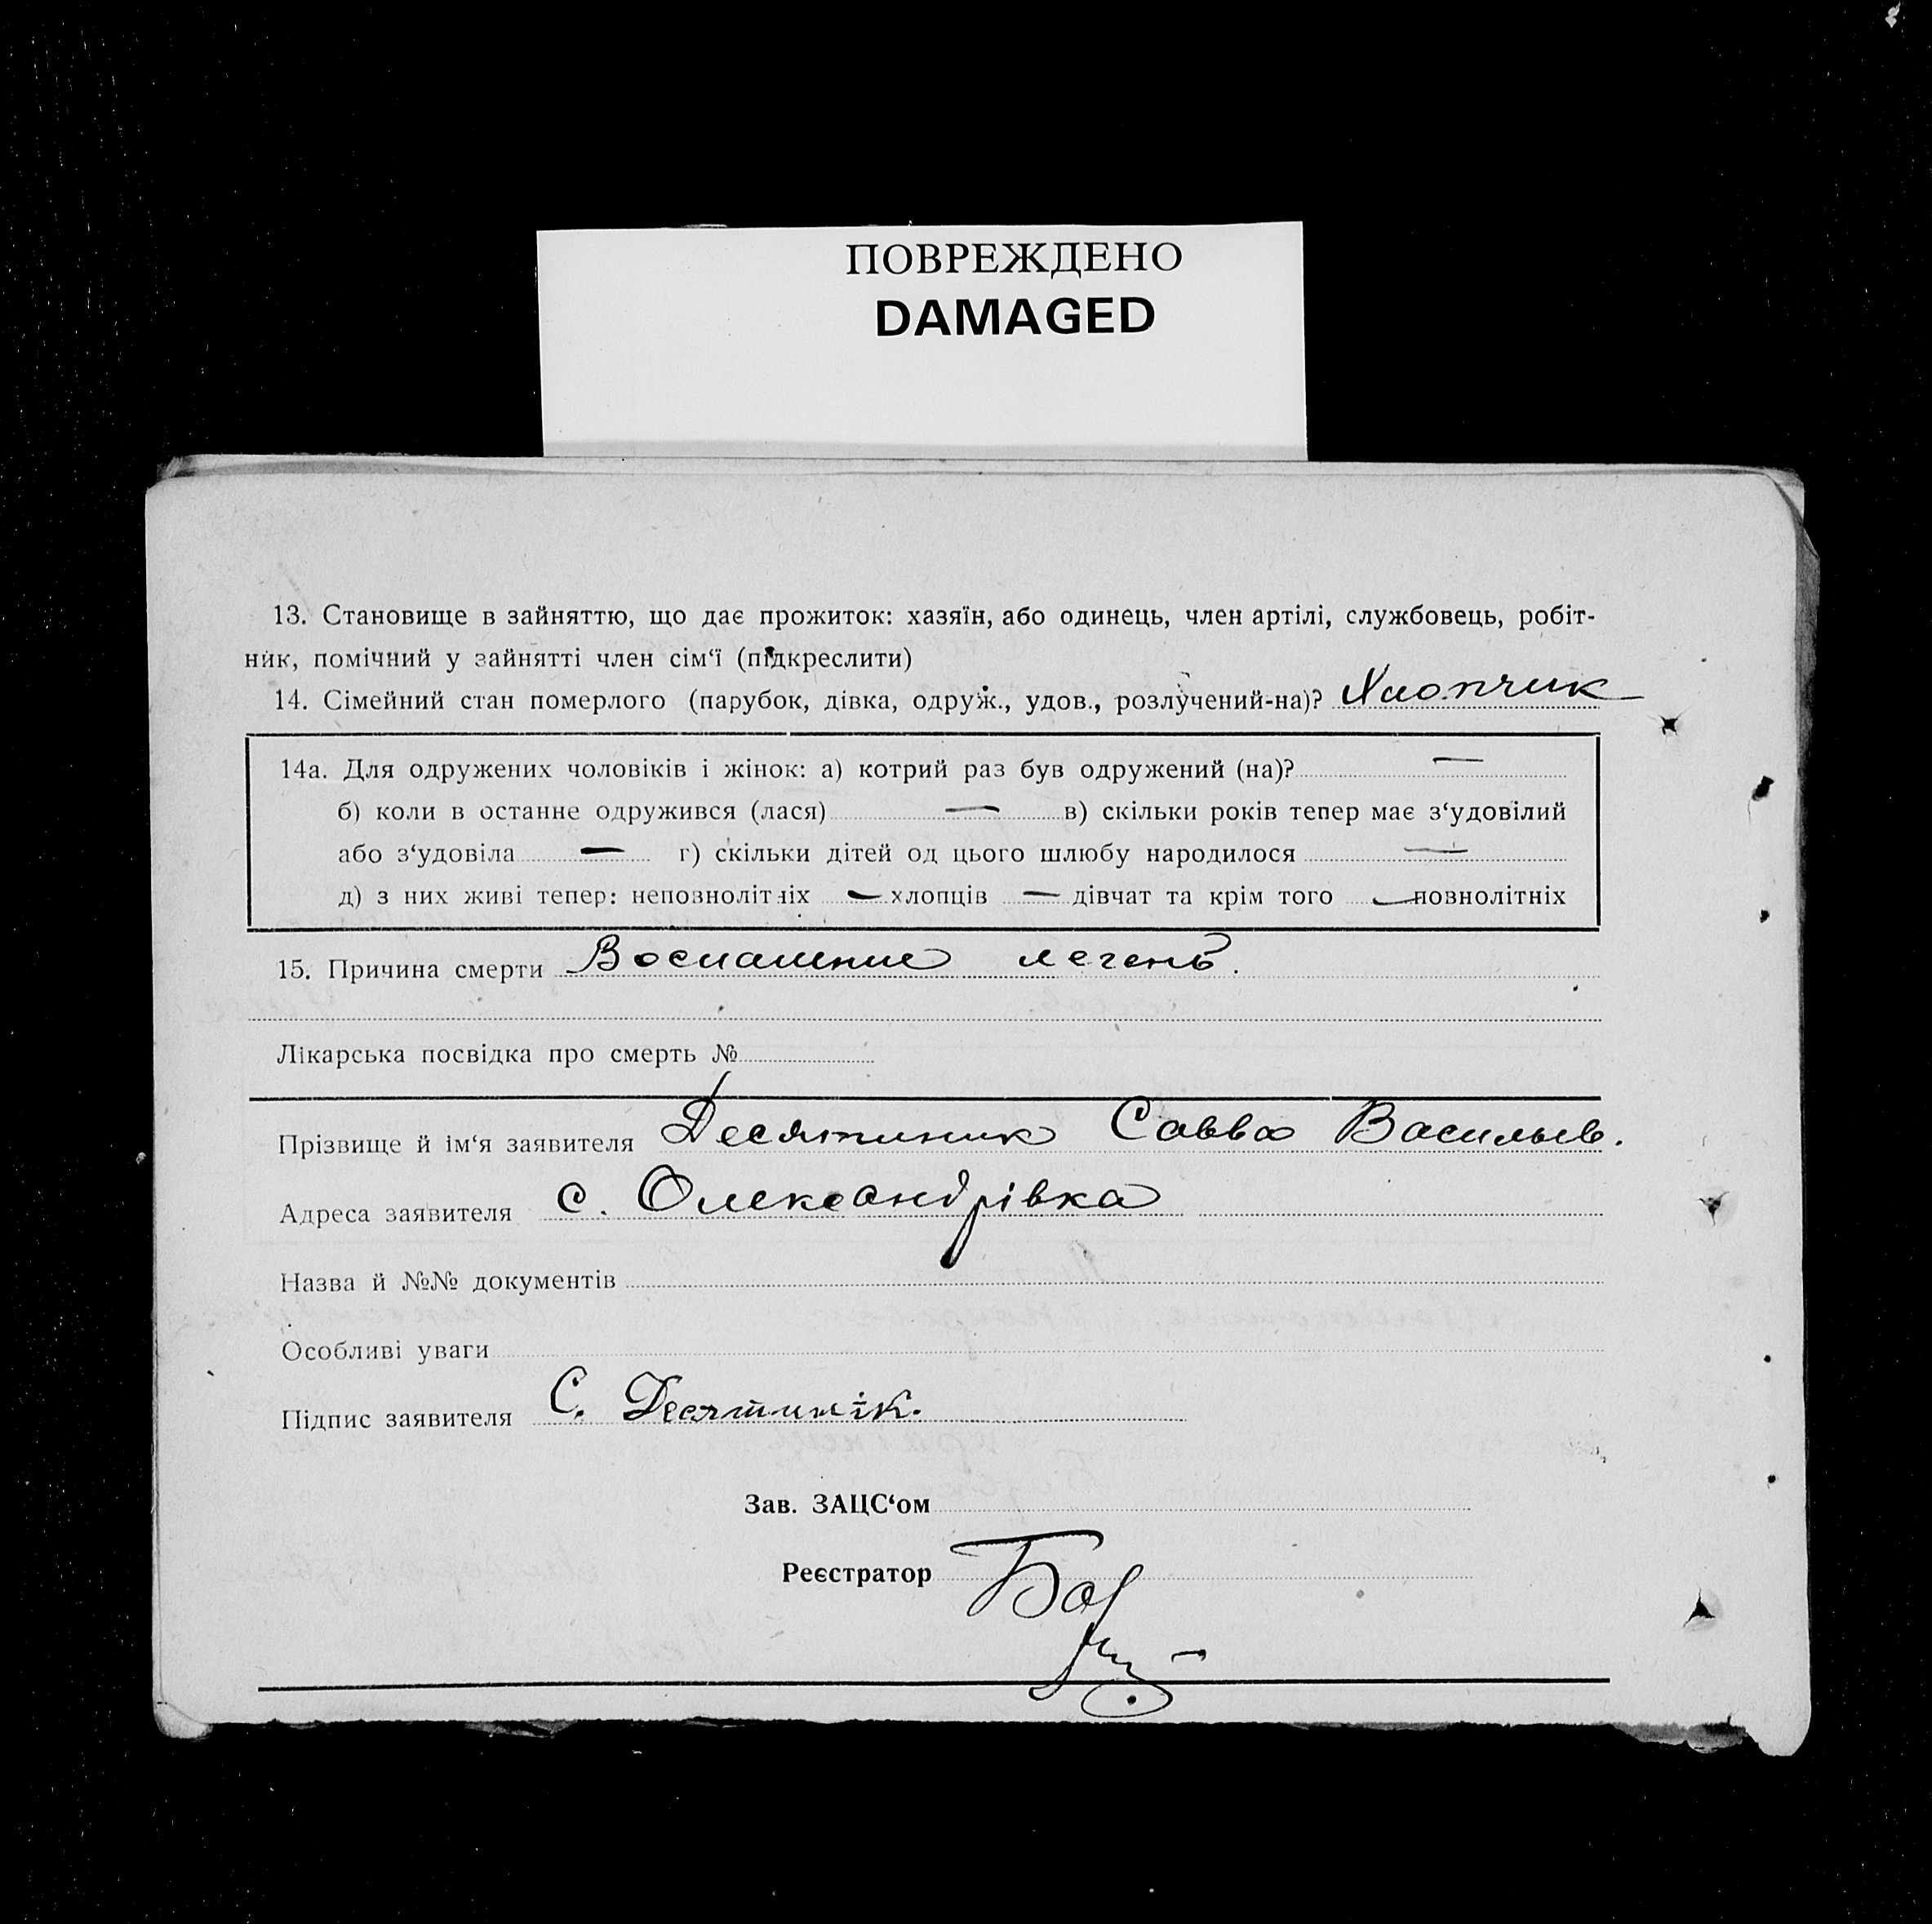 ПОВРЕЖДЕНО
DAMAGED
13. Становище в зайняттю, що дає прожиток: хазяїн, або одинець, член артілі, службовець, робіт-
ник, помічний у зайнятті член сім‘ї (підкреслити)
14. Сімейний стан померлого (парубок, дівка, одруж., удов., розлучений-на)? Хлопчик
14а. Для одружених чоловіків і жінок: а) котрий раз був одружений (на)? —
б) коли в останнє одружився (лася) — в) скільки років тепер має з‘удовілий
або з‘удовіла — г) скільки дітей од цього шлюбу народилося —
д) з них живі тепер: неповнолітніх — хлопців — дівчат та крім того — повнолітніх
15. Причина смерти Воспаление легень.
Лікарська посвідка про смерть №
Прізвище й ім‘я заявителя Десятиник Савва Васильев.
Адреса заявителя с. Олександрівка
Назва й №№ документів
Особливі уваги
Підпис заявителя С. Десятинік.
Зав. ЗАЦС‘ом
Реєстратор